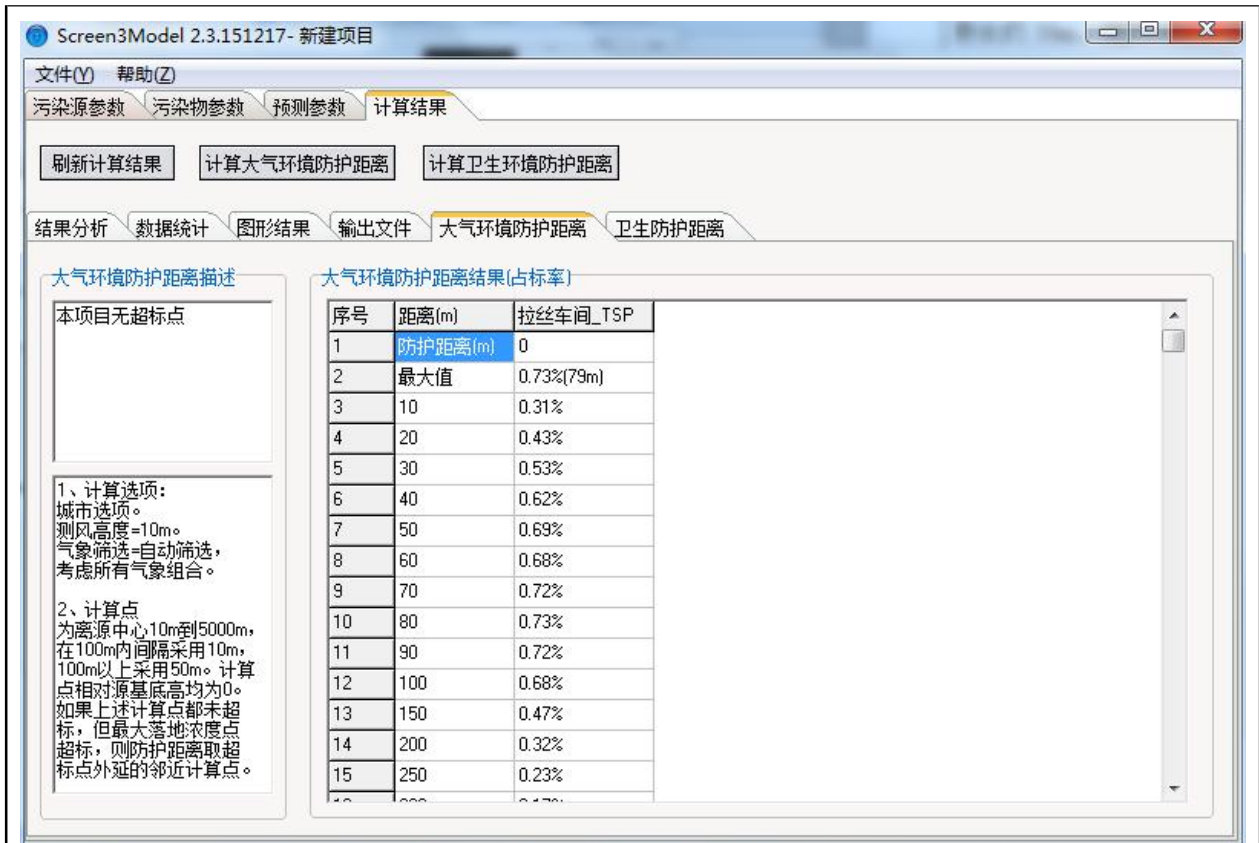 Screen3Model 2.3.151217- 新建项目
文件(Y) 帮助(Z)
污染源参数 污染物参数 预测参数 计算结果
刷新计算结果 计算大气环境防护距离 计算卫生环境防护距离
结果分析 数据统计 图形结果 输出文件 大气环境防护距离 卫生防护距离
大气环境防护距离描述
本项目无超标点
1、计算选项：
城市选项。
测风高度=10m。
气象筛选=自动筛选，
考虑所有气象组合。
2、计算点
为离源中心10m到5000m，
在100m内间隔采用10m，
100m以上采用50m。计算
点相对源基底高均为0。
如果上述计算点都未超
标，但最大落地浓度点
超标，则防护距离取超
标点外延的邻近计算点。
大气环境防护距离结果(占标率)
序号 距离(m) 拉丝车间_TSP
1 防护距离(m) 0
2 最大值 0.73%(79m)
3 10 0.31%
4 20 0.43%
5 30 0.53%
6 40 0.62%
7 50 0.69%
8 60 0.68%
9 70 0.72%
10 80 0.73%
11 90 0.72%
12 100 0.68%
13 150 0.47%
14 200 0.32%
15 250 0.23%